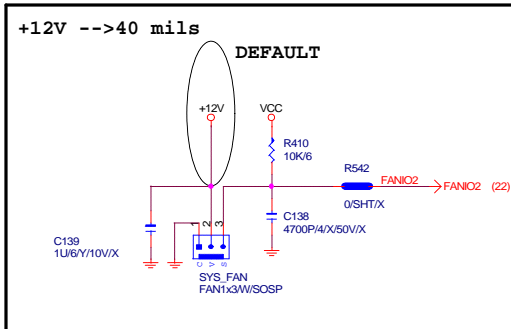 +12V -->40 mils
DEFAULT
+12V
VCC
R410
10K/6
R542
FANIO2
FANIO2 (22)
0/SHT/X
C139
1U/6/Y/10V/X
1
2
3
C138
4700P/4/X/50V/X
C
V
S
SYS_FAN
FAN1x3/W/SOSP